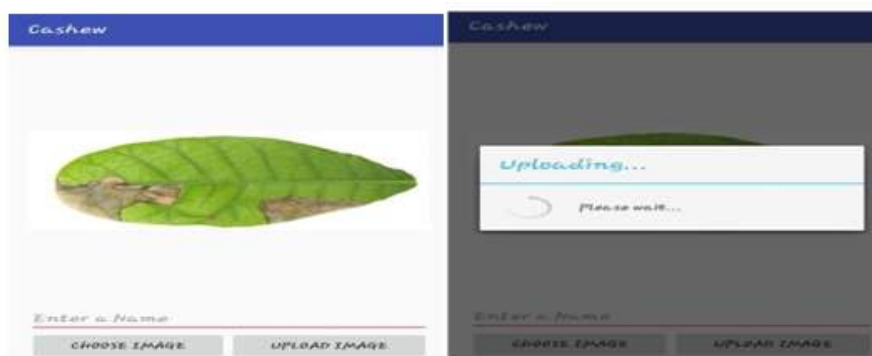 Cashew
Enter a Name
CHOOSE IMAGE UPLOAD IMAGE
Cashew
Uploading...
Please wait...
Enter a Name
CHOOSE IMAGE UPLOAD IMAGE